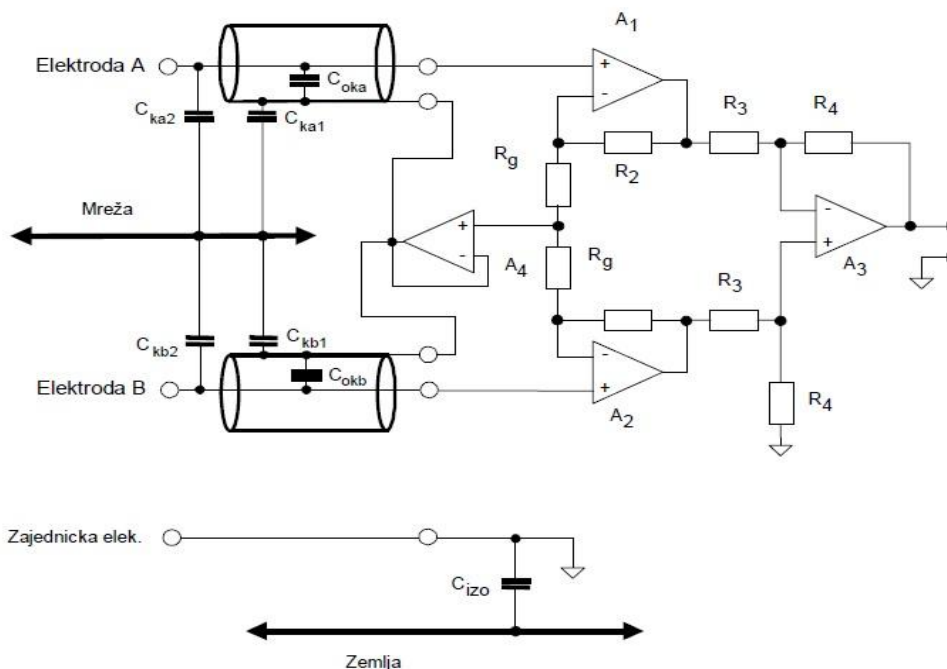 A1
Elektroda A
+
-
Coka
Cka2
Cka1
R3
R4
Rg
R2
Mreža
+
-
A4
-
+
A3
Rg
R3
Ckb2
Ckb1
Cokb
-
+
A2
R4
Elektroda B
Zajednicka elek.
Cizo
Zemlja